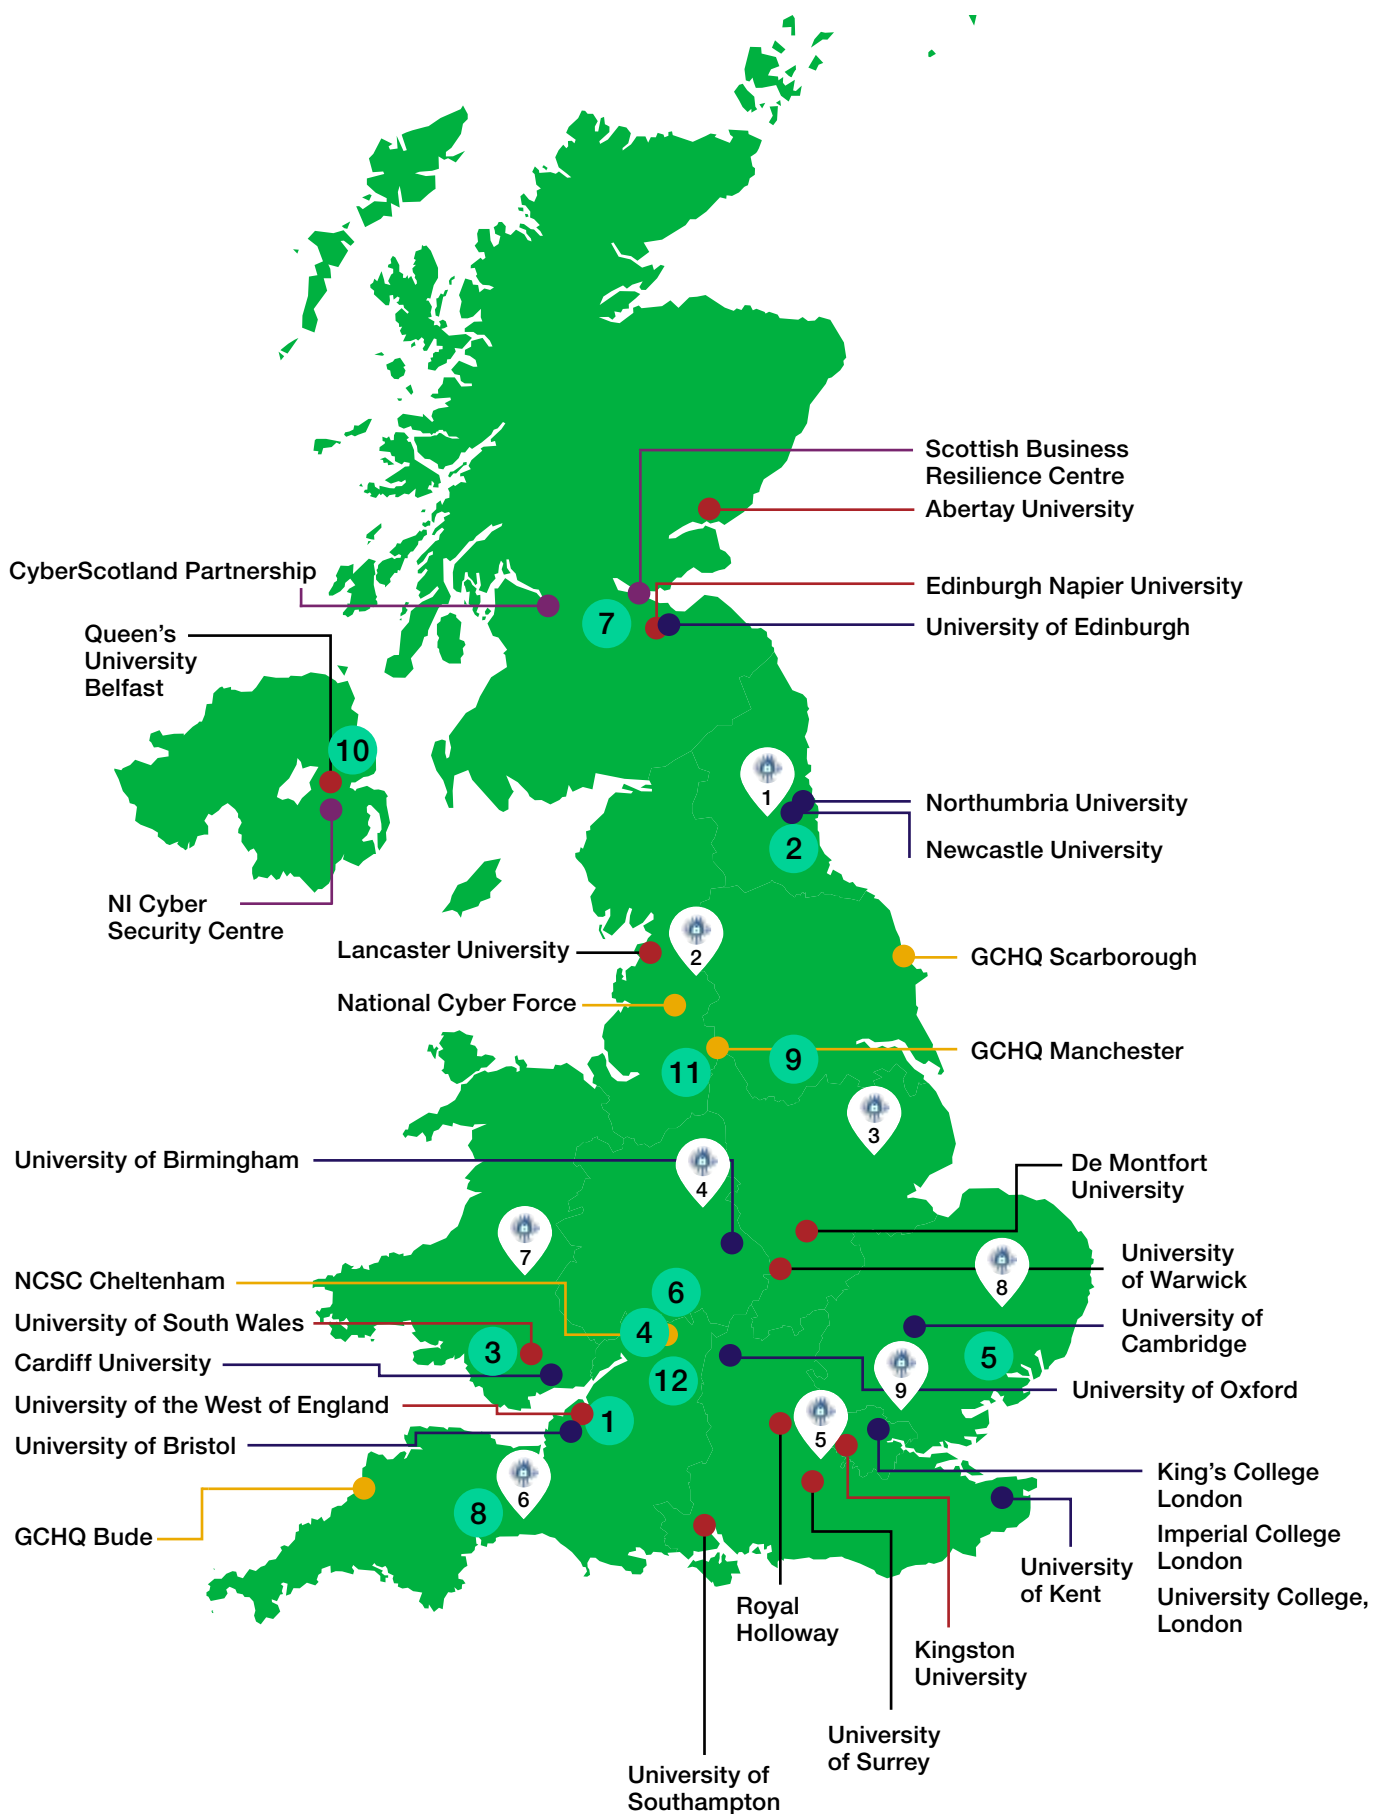 Scottish Business
Resilience Centre
Abertay University
CyberScotland Partnership
Edinburgh Napier University
7
University of Edinburgh
Queen's
University
Belfast
10
1
Northumbria University
2
Newcastle University
NI Cyber
Security Centre
Lancaster University
2
GCHQ Scarborough
National Cyber Force
GCHQ Manchester
9
11
3
University of Birmingham
4
De Montfort
University
7
8
University
of Warwick
NCSC Cheltenham
6
University of South Wales
4
University of
Cambridge
3
5
Cardiff University
12
9
University of Oxford
University of the West of England
1
5
University of Bristol
King's College
London
6
8
GCHQ Bude
Imperial College
London
University
of Kent
University College,
London
Royal
Holloway
Kingston
University
University
of Surrey
University of
Southampton